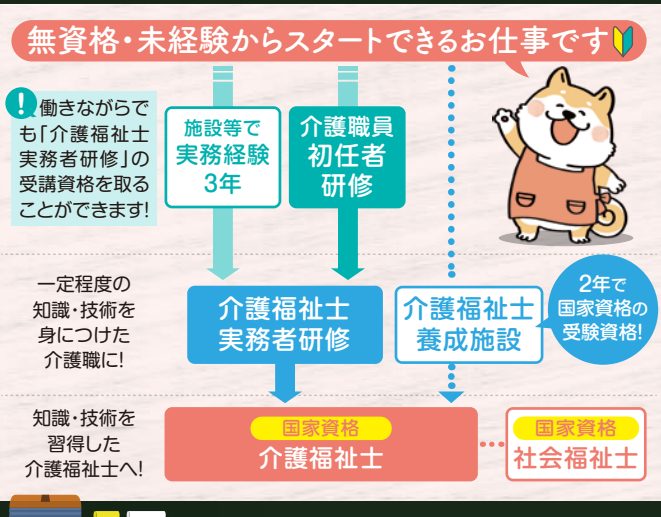 無資格・未経験からスタートできるお仕事です
!
働きながらで
も「介護福祉士
実務者研修」の
受講資格を取る
ことができます!
施設等で
実務経験
3年
介護職員
初任者
研修
一定程度の
知識・技術を
身につけた
介護職に!
介護福祉士
実務者研修
介護福祉士
養成施設
2年で
国家資格の
受験資格!
知識・技術を
習得した
介護福祉士へ!
国家資格
介護福祉士
国家資格
社会福祉士